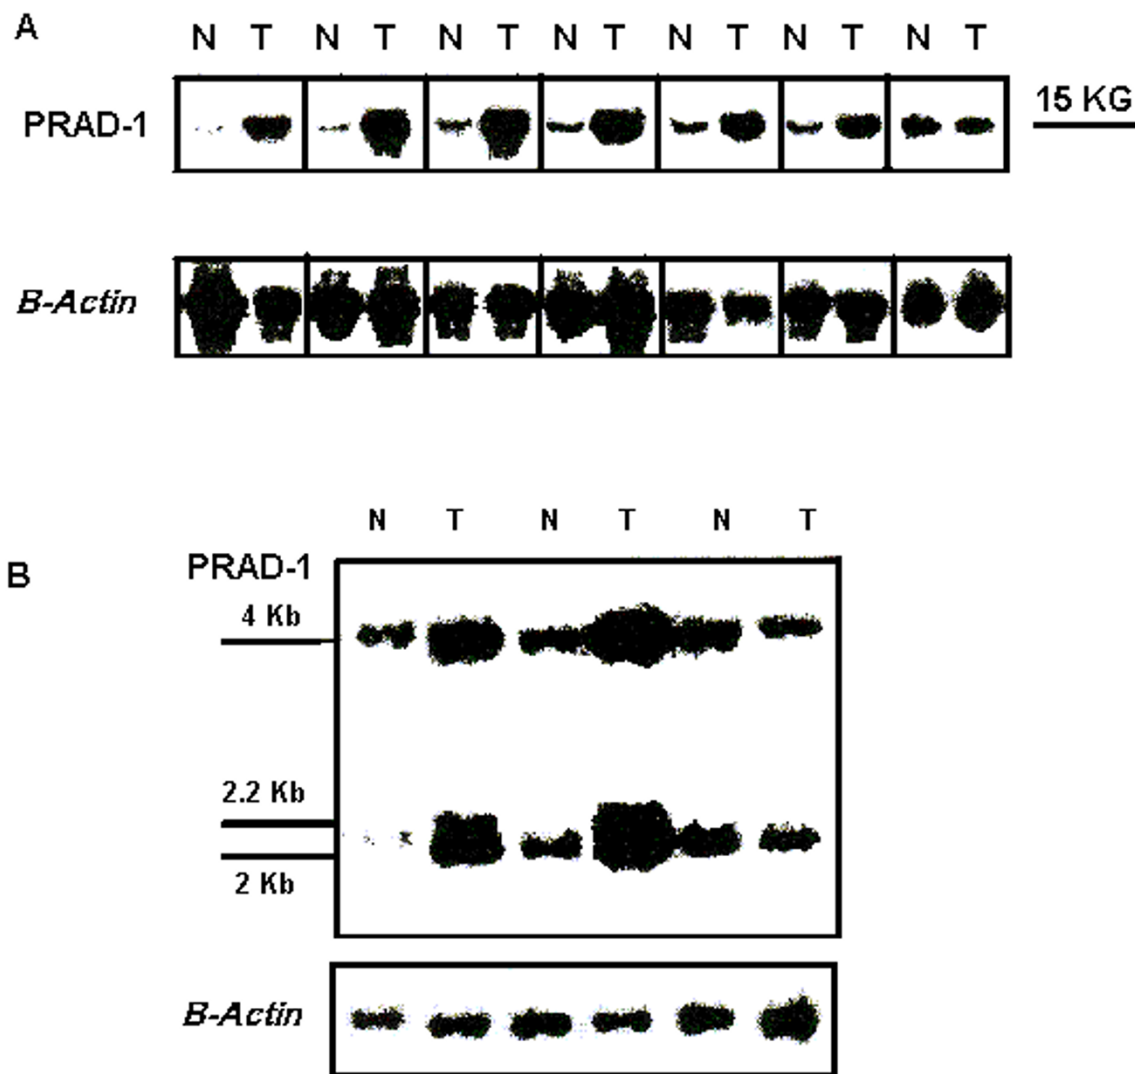 A
N T N T N T N T N T N T N T
PRAD-1
15 KG
B-Actin
N T N T N T
B
PRAD-1
4 Kb
2.2 Kb
2 Kb
B-Actin